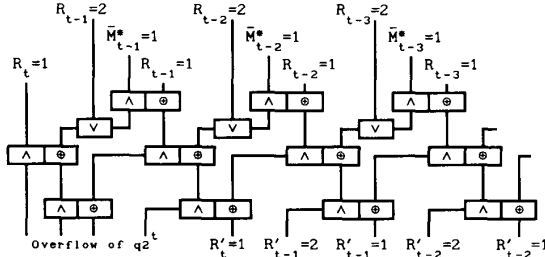 R_{t-1}=2 R_{t-2}=2 R_{t-3}=2
M̄*_{t-1}=1 M̄*_{t-2}=1 M̄*_{t-3}=1
R_t=1 R_{t-1}=1 R_{t-2}=1 R_{t-3}=1
∧ ⊕ ∧ ⊕ ∧ ⊕
∨ ∨ ∨
∧ ⊕ ∧ ⊕ ∧ ⊕ ∧ ⊕
∧ ⊕ ∧ ⊕ ∧ ⊕ ∧ ⊕
Overflow of q2^t R'_t=1 R'_{t-1}=2 R'_{t-1}=1 R'_{t-2}=2 R'_{t-2}=1